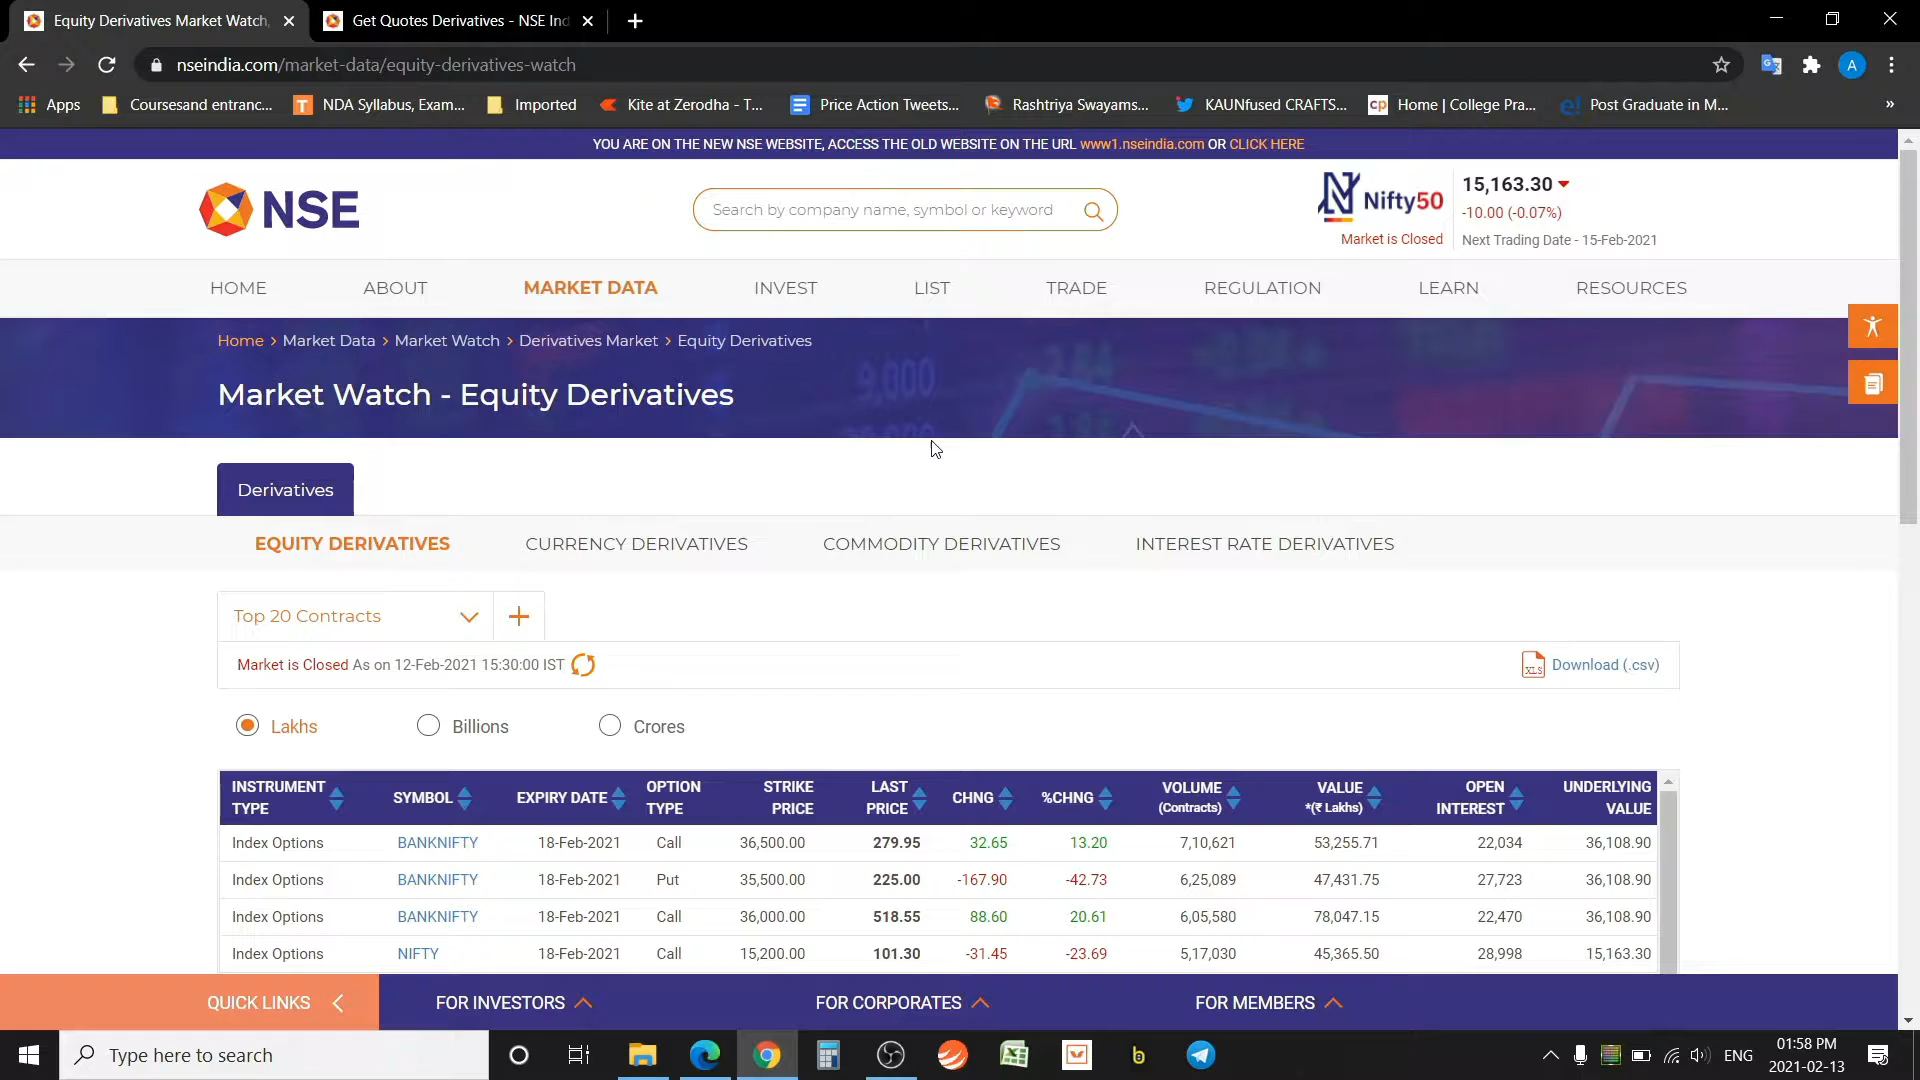 Equity Derivatives Market Watch,
Get Quotes Derivatives - NSE Ind
nseindia.com/market-data/equity-derivatives-watch
A
Apps
Coursesand entranc...
NDA Syllabus, Exam...
Imported
Kite at Zerodha - T...
Price Action Tweets...
Rashtriya Swayams...
KAUNfused CRAFTS...
cp Home | College Pra...
Post Graduate in M...
»
YOU ARE ON THE NEW NSE WEBSITE, ACCESS THE OLD WEBSITE ON THE URL www1.nseindia.com OR CLICK HERE
NSE
Search by company name, symbol or keyword
Nifty50
15,163.30
-10.00 (-0.07%)
Market is Closed
Next Trading Date - 15-Feb-2021
HOME ABOUT MARKET DATA INVEST LIST TRADE REGULATION LEARN RESOURCES
Home > Market Data > Market Watch > Derivatives Market > Equity Derivatives
Market Watch - Equity Derivatives
Derivatives
EQUITY DERIVATIVES CURRENCY DERIVATIVES COMMODITY DERIVATIVES INTEREST RATE DERIVATIVES
Top 20 Contracts
Market is Closed As on 12-Feb-2021 15:30:00 IST
XLS Download (.csv)
Lakhs Billions Crores
INSTRUMENT TYPE SYMBOL EXPIRY DATE OPTION TYPE STRIKE PRICE LAST PRICE CHNG %CHNG VOLUME (Contracts) VALUE *(₹ Lakhs) OPEN INTEREST UNDERLYING VALUE
Index Options BANKNIFTY 18-Feb-2021 Call 36,500.00 279.95 32.65 13.20 7,10,621 53,255.71 22,034 36,108.90
Index Options BANKNIFTY 18-Feb-2021 Put 35,500.00 225.00 -167.90 -42.73 6,25,089 47,431.75 27,723 36,108.90
Index Options BANKNIFTY 18-Feb-2021 Call 36,000.00 518.55 88.60 20.61 6,05,580 78,047.15 22,470 36,108.90
Index Options NIFTY 18-Feb-2021 Call 15,200.00 101.30 -31.45 -23.69 5,17,030 45,365.50 28,998 15,163.30
QUICK LINKS FOR INVESTORS FOR CORPORATES FOR MEMBERS
Type here to search
ENG
01:58 PM
2021-02-13